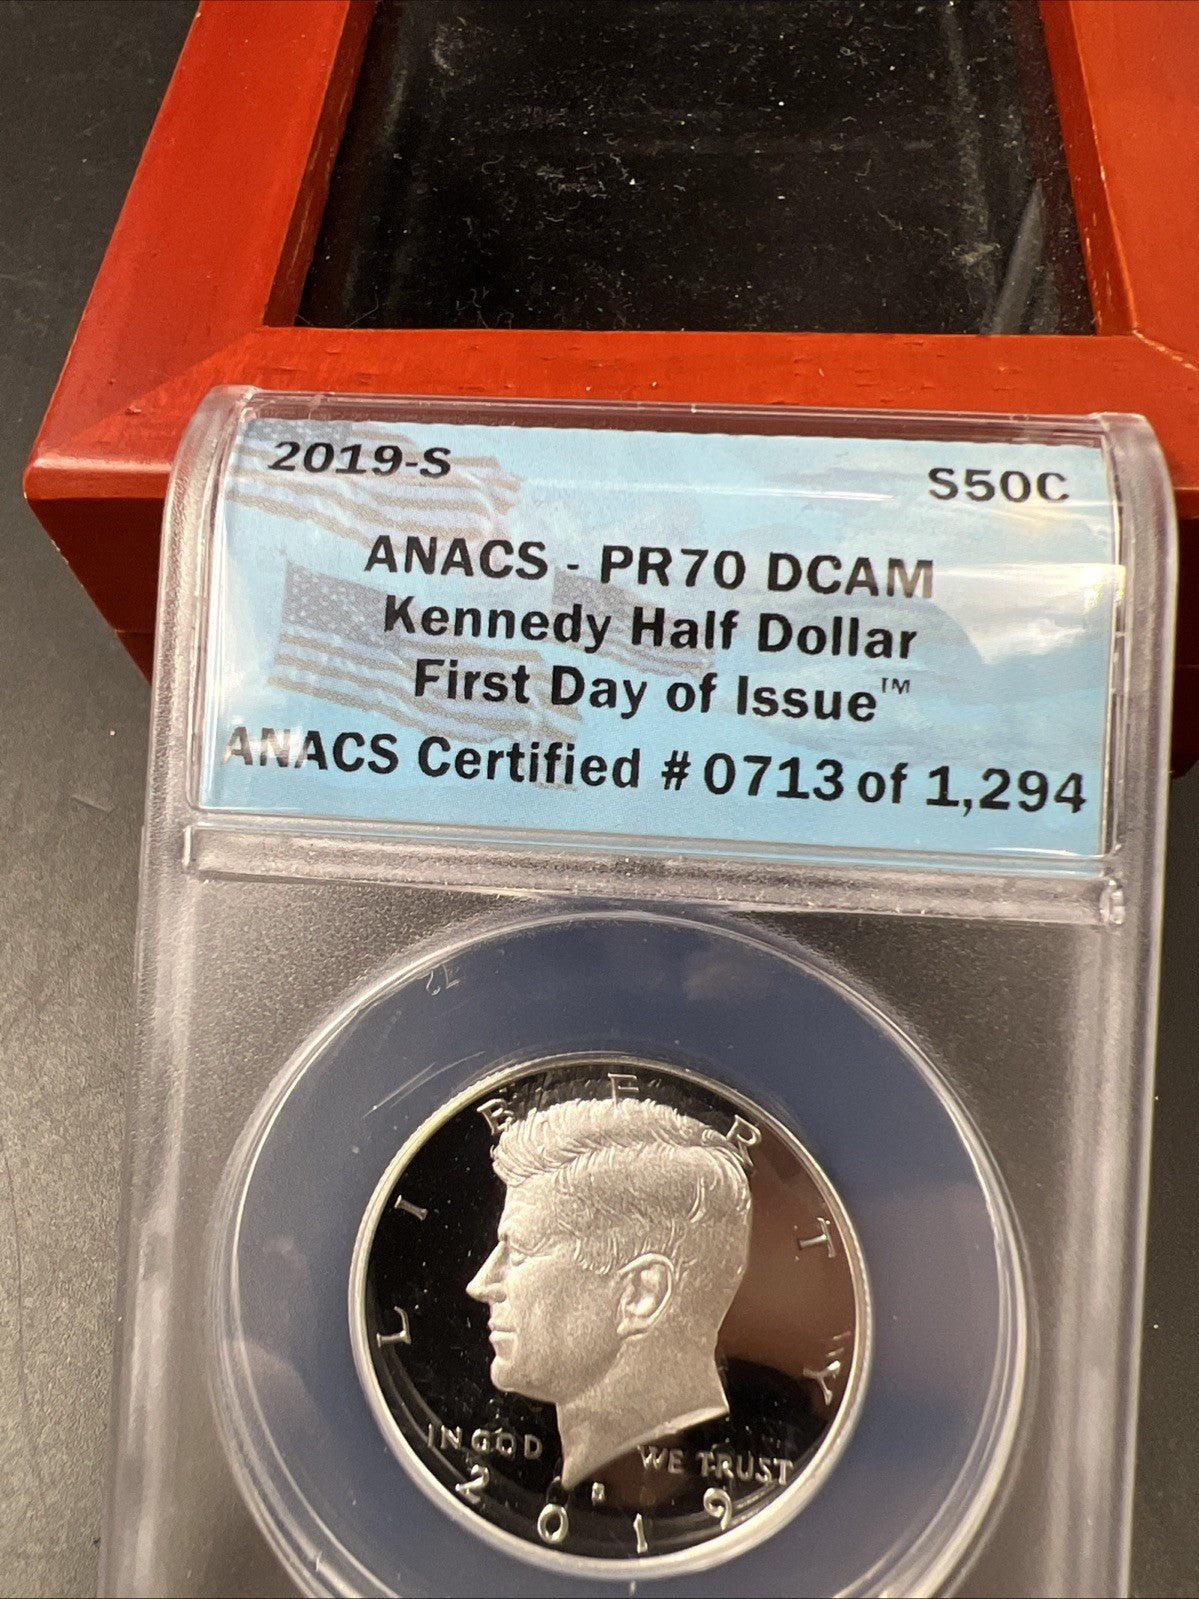 2019-S S50C
ANACS - PR70 DCAM
Kennedy Half Dollar
First Day of Issue™
ANACS Certified # 0713 of 1,294
LIBERTY
IN GOD WE TRUST
S
2019